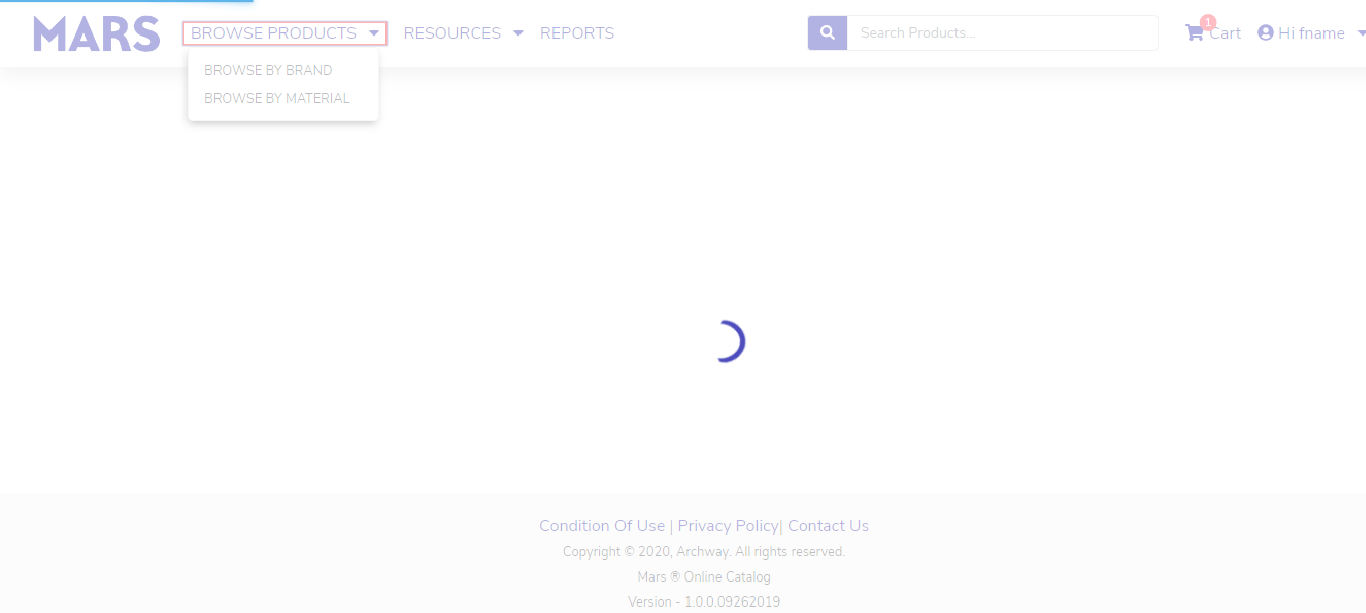 MARS BROWSE PRODUCTS RESOURCES REPORTS Search Products... 1 Cart Hi fname
BROWSE BY BRAND
BROWSE BY MATERIAL
Condition Of Use | Privacy Policy| Contact Us
Copyright © 2020, Archway. All rights reserved.
Mars ® Online Catalog
Version - 1.0.0.09262019